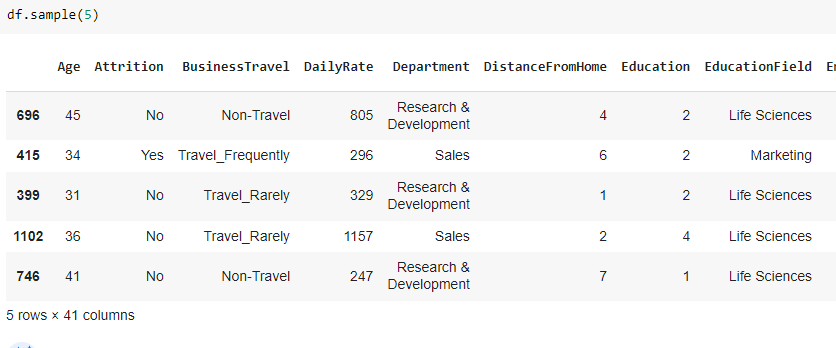 df.sample(5)
Age Attrition BusinessTravel DailyRate Department DistanceFromHome Education EducationField
696 45 No Non-Travel 805 Research & Development 4 2 Life Sciences
415 34 Yes Travel_Frequently 296 Sales 6 2 Marketing
399 31 No Travel_Rarely 329 Research & Development 1 2 Life Sciences
1102 36 No Travel_Rarely 1157 Sales 2 4 Life Sciences
746 41 No Non-Travel 247 Research & Development 7 1 Life Sciences
5 rows × 41 columns